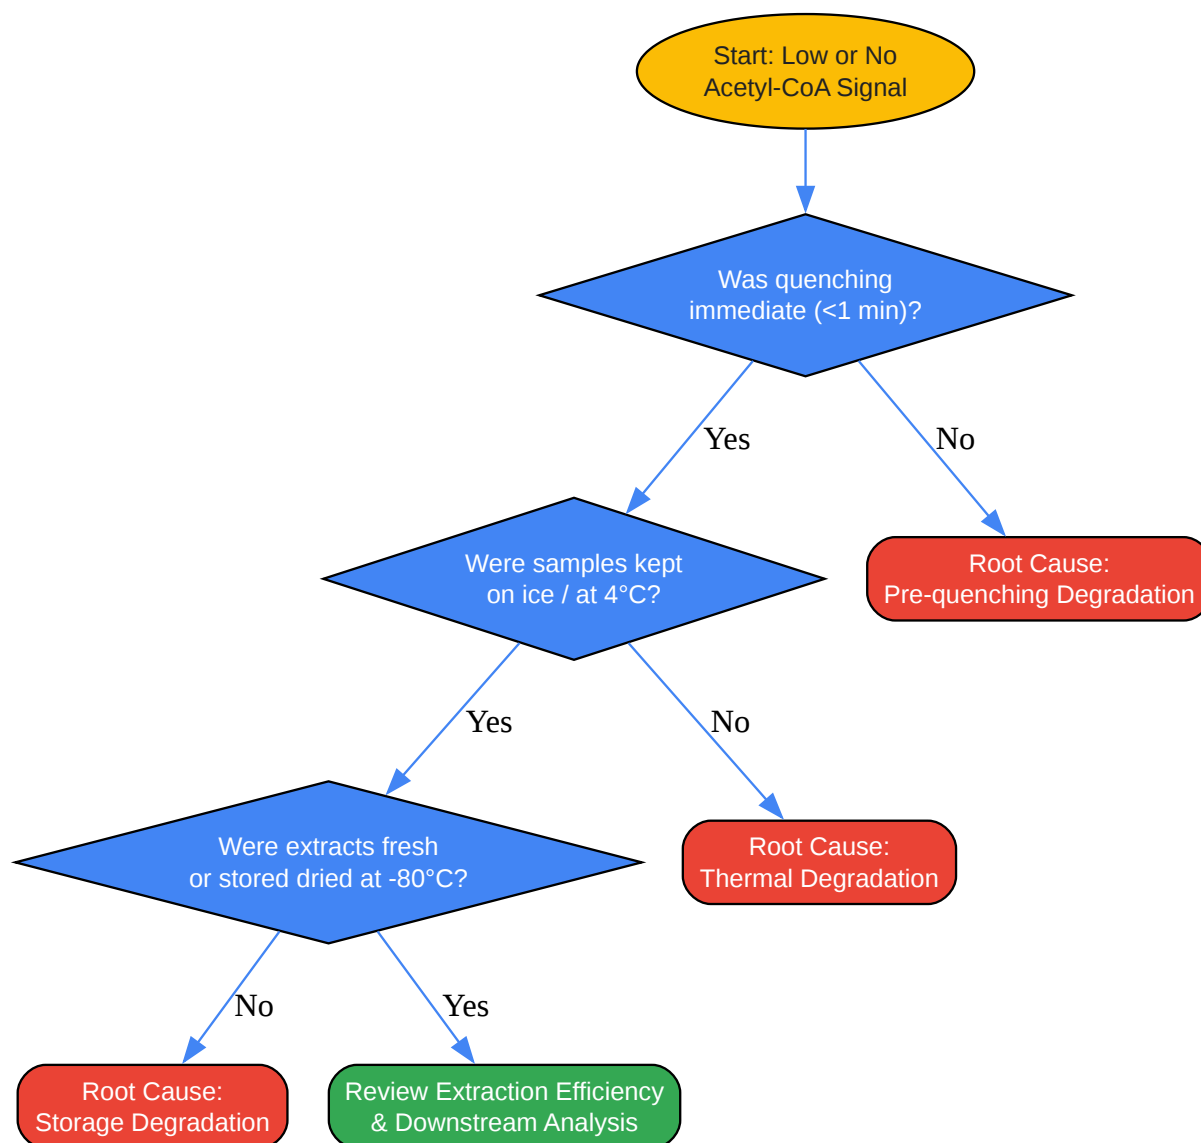 Start: Low or No
Acetyl-CoA Signal
Was quenching
immediate (<1 min)?
Yes
No
Were samples kept
on ice / at 4°C?
Root Cause:
Pre-quenching Degradation
Yes
No
Were extracts fresh
or stored dried at -80°C?
Root Cause:
Thermal Degradation
No
Yes
Root Cause:
Storage Degradation
Review Extraction Efficiency
& Downstream Analysis